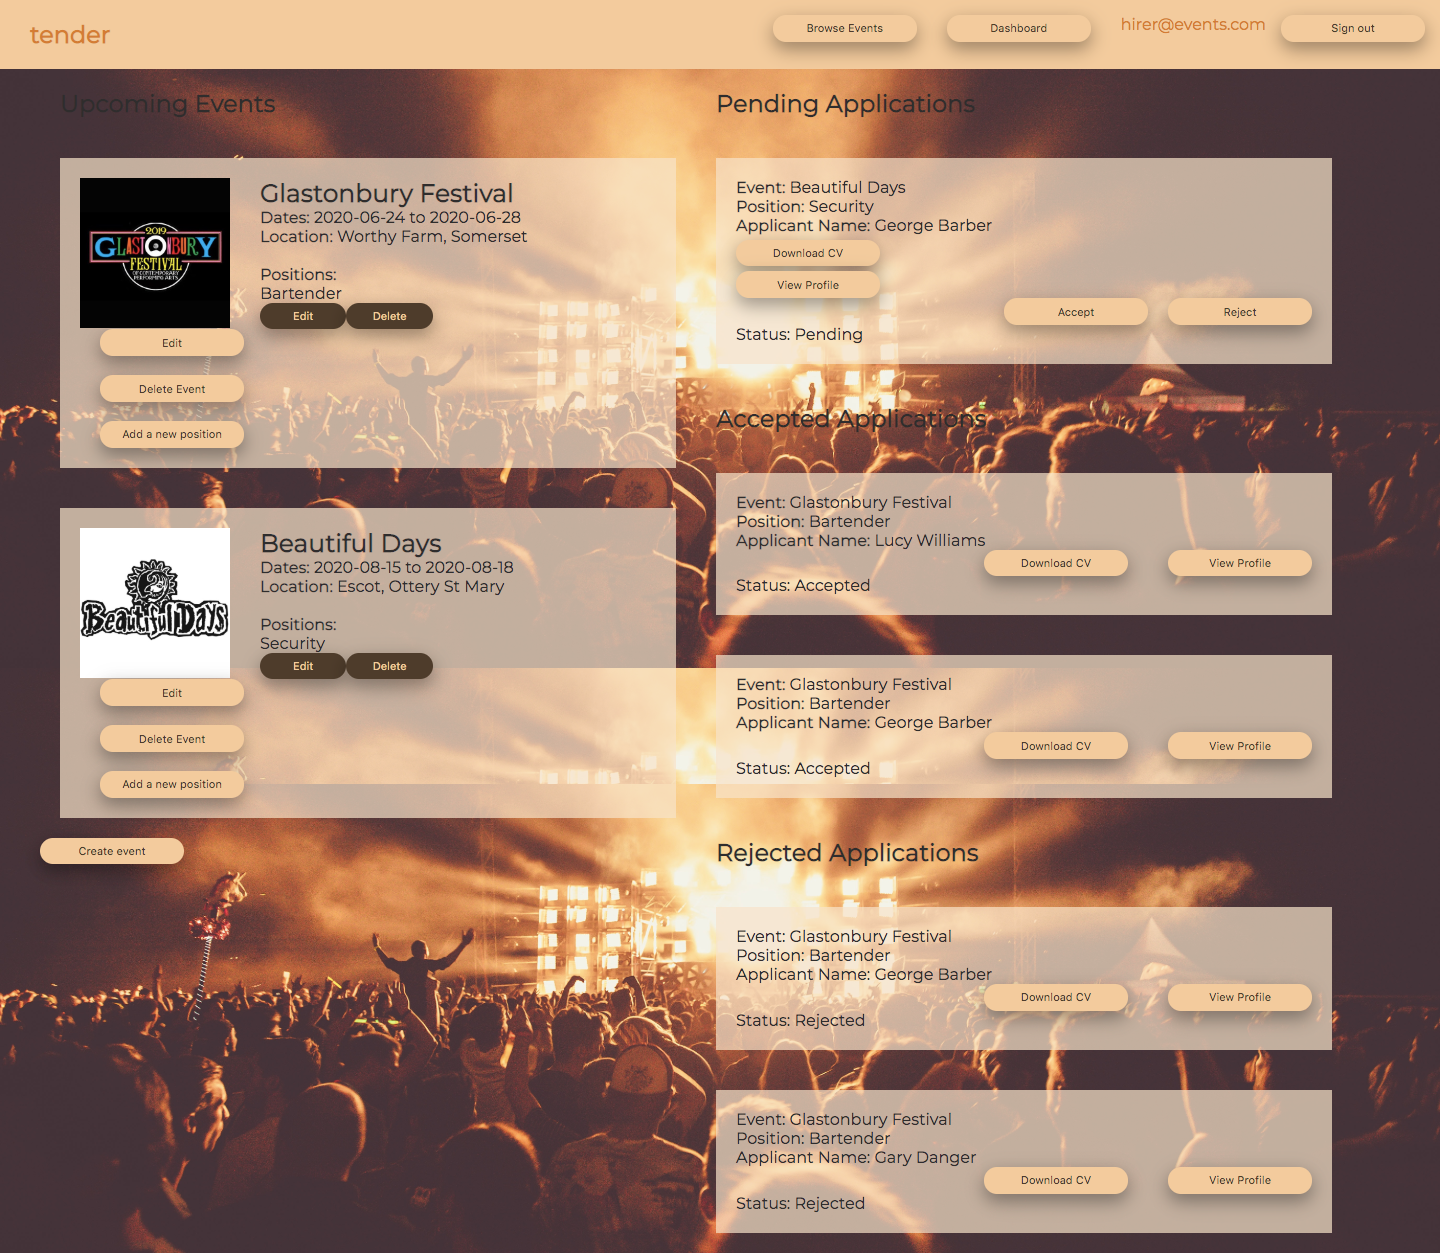 tender
Browse Events
Dashboard
hirer@events.com
Sign out
Upcoming Events
2019
GLASTONBURY
FESTIVAL
OF CONTEMPORARY
PERFORMING ARTS
Glastonbury Festival
Dates: 2020-06-24 to 2020-06-28
Location: Worthy Farm, Somerset
Positions:
Bartender
Edit
Delete
Edit
Delete Event
Add a new position
Beautiful Days
Beautiful Days
Dates: 2020-08-15 to 2020-08-18
Location: Escot, Ottery St Mary
Positions:
Security
Edit
Delete
Edit
Delete Event
Add a new position
Create event
Pending Applications
Event: Beautiful Days
Position: Security
Applicant Name: George Barber
Download CV
View Profile
Accept
Reject
Status: Pending
Accepted Applications
Event: Glastonbury Festival
Position: Bartender
Applicant Name: Lucy Williams
Download CV
View Profile
Status: Accepted
Event: Glastonbury Festival
Position: Bartender
Applicant Name: George Barber
Download CV
View Profile
Status: Accepted
Rejected Applications
Event: Glastonbury Festival
Position: Bartender
Applicant Name: George Barber
Download CV
View Profile
Status: Rejected
Event: Glastonbury Festival
Position: Bartender
Applicant Name: Gary Danger
Download CV
View Profile
Status: Rejected